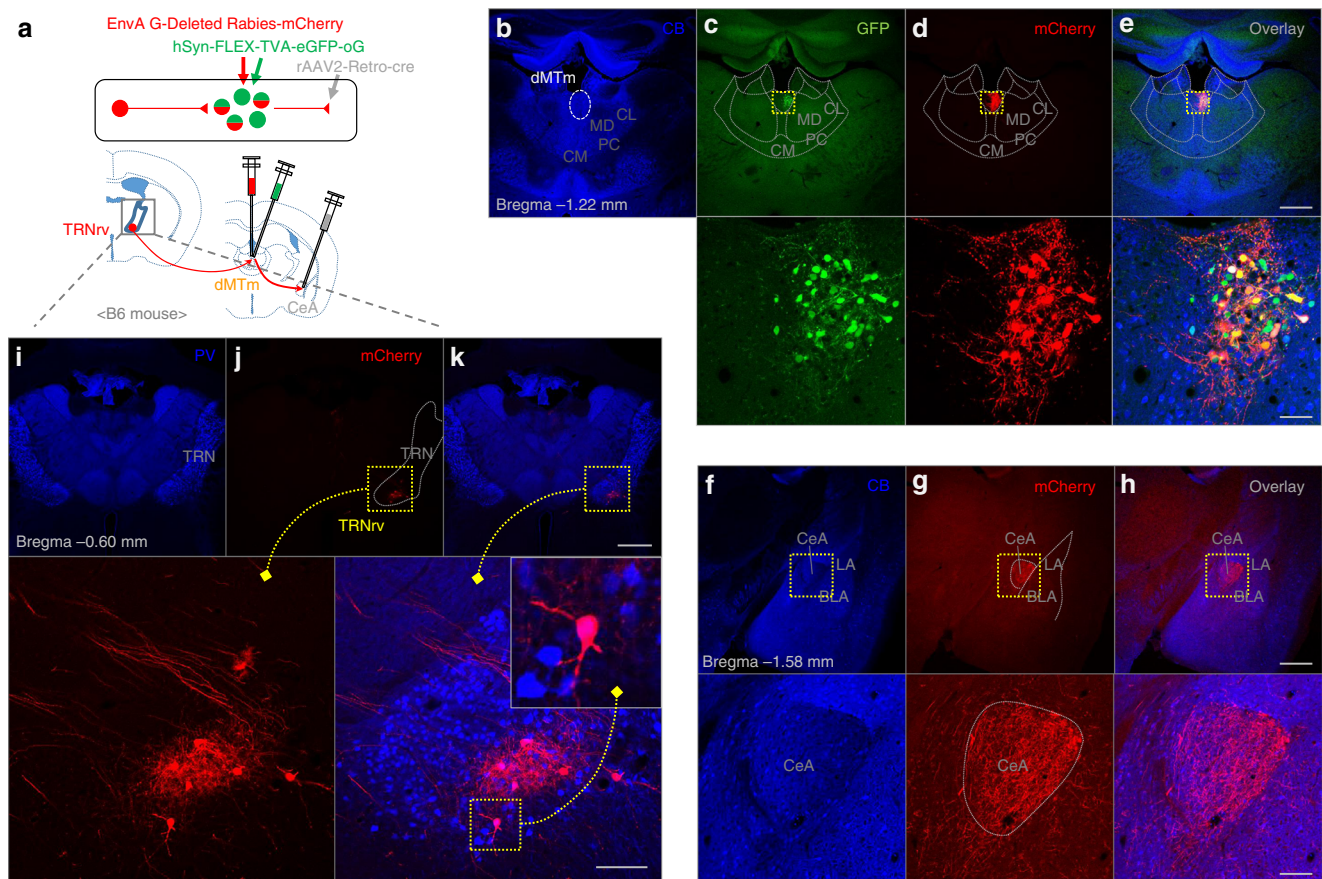 a
EnvA G-Deleted Rabies-mCherry
hSyn-FLEX-TVA-eGFP-oG
rAAV2-Retro-cre
TRNrv
dMTm
CeA
<B6 mouse>
b
CB
dMTm
CL
MD
PC
CM
Bregma –1.22 mm
c
GFP
CL
MD
PC
CM
d
mCherry
CL
MD
PC
CM
e
Overlay
i
PV
TRN
Bregma –0.60 mm
j
mCherry
TRN
TRNrv
k
f
CB
CeA
LA
BLA
Bregma –1.58 mm
CeA
g
mCherry
CeA
LA
BLA
CeA
h
Overlay
CeA
LA
BLA